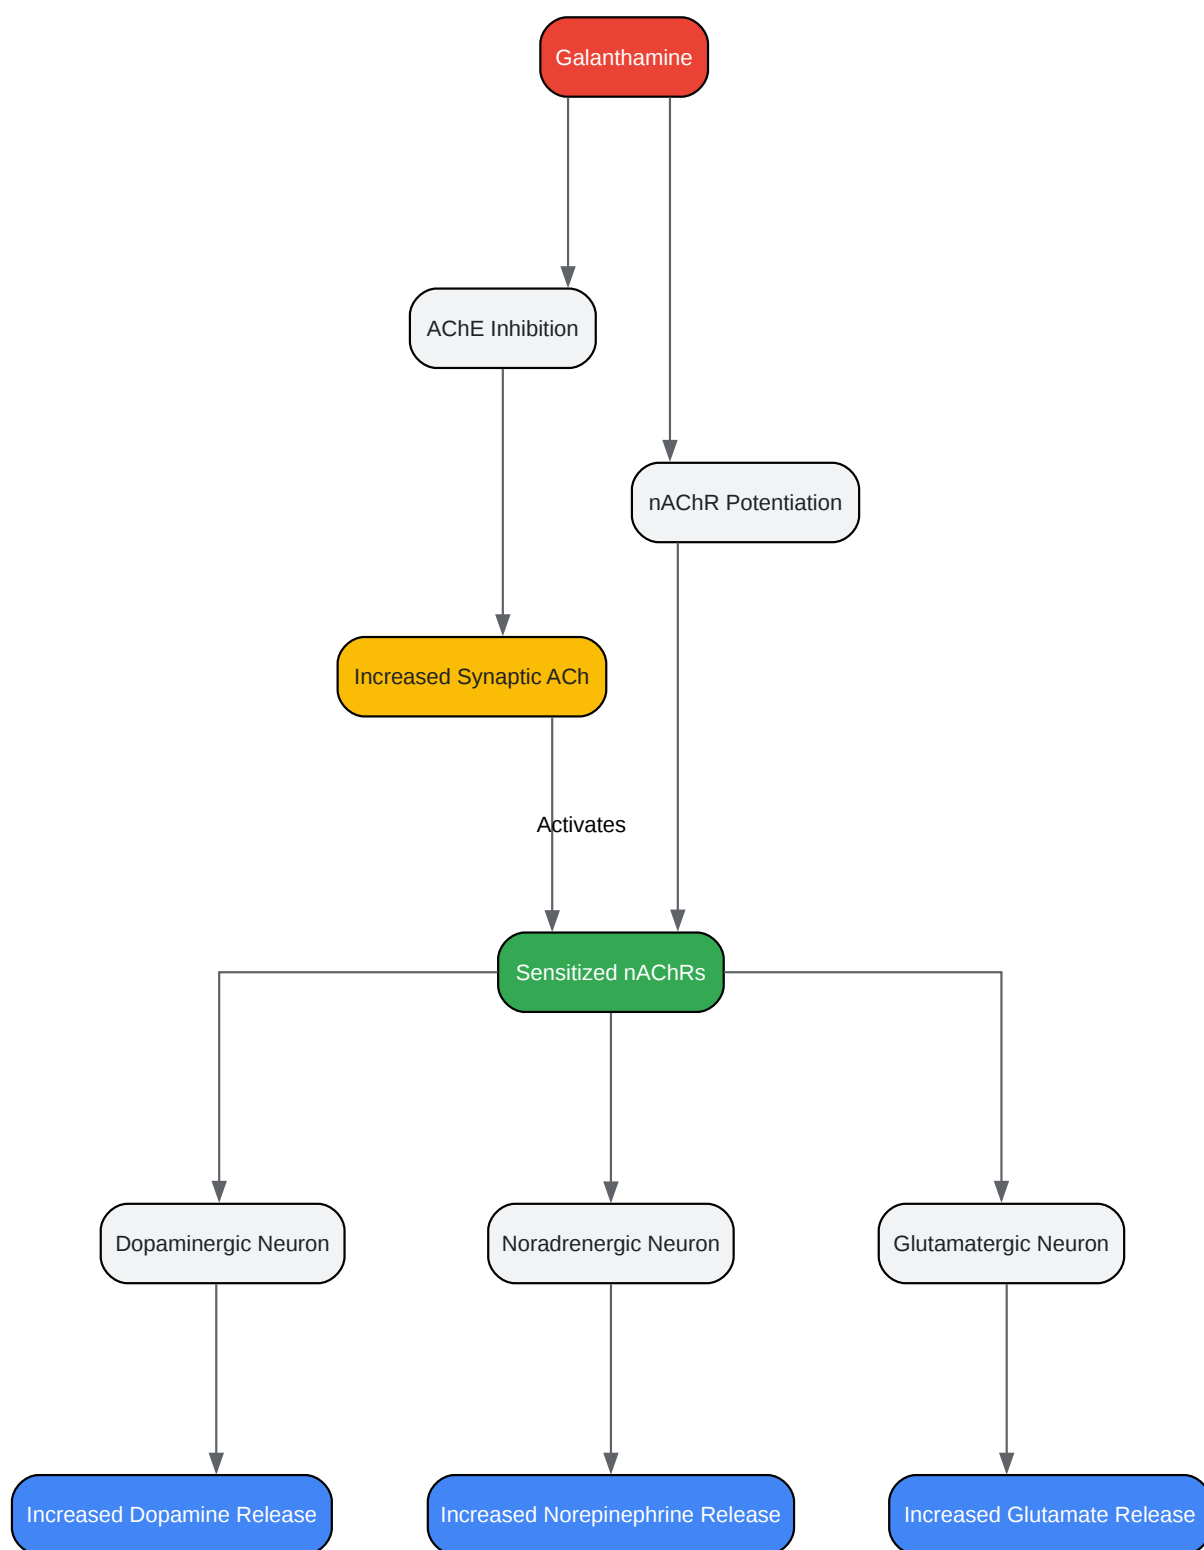 Galanthamine
AChE Inhibition
nAChR Potentiation
Increased Synaptic ACh
Activates
Sensitized nAChRs
Dopaminergic Neuron
Noradrenergic Neuron
Glutamatergic Neuron
Increased Dopamine Release
Increased Norepinephrine Release
Increased Glutamate Release